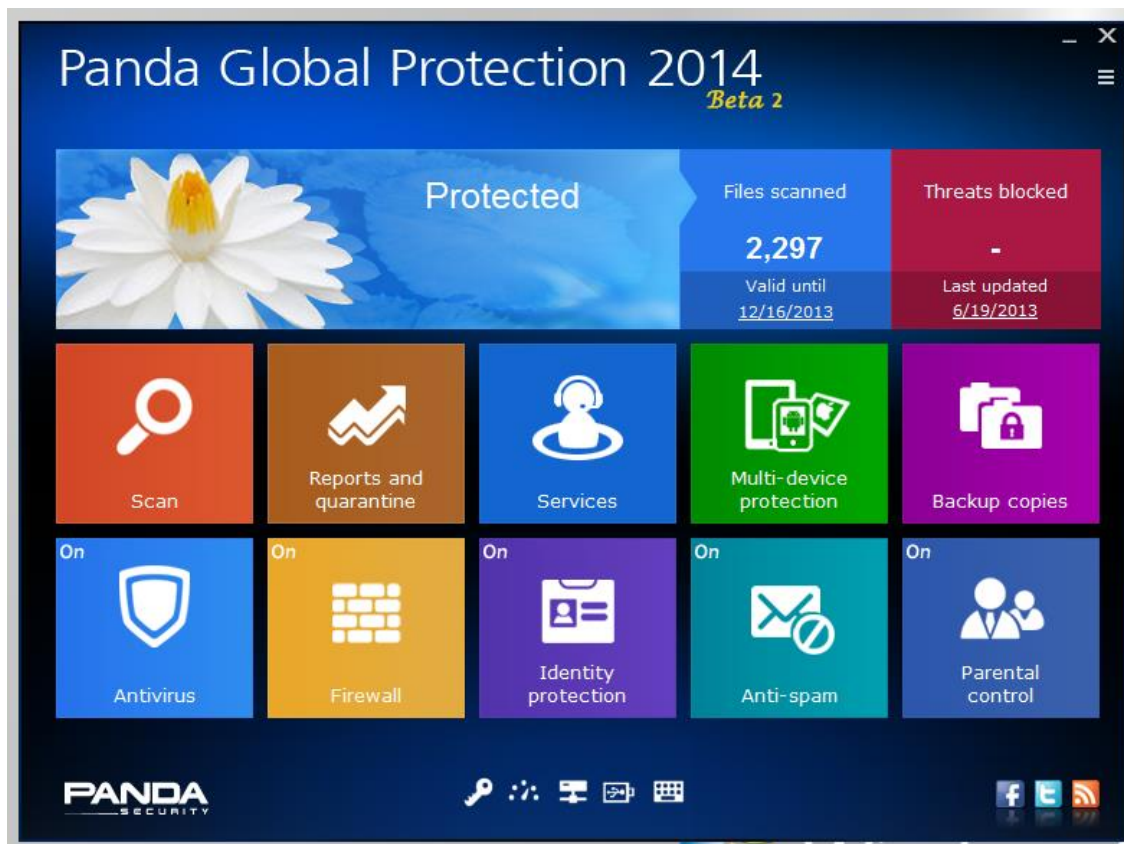 Panda Global Protection 2014
Beta 2
Protected
Files scanned
2,297
Valid until
12/16/2013
Threats blocked
-
Last updated
6/19/2013
Scan
Reports and
quarantine
Services
Multi-device
protection
Backup copies
On
Antivirus
On
Firewall
On
Identity
protection
On
Anti-spam
On
Parental
control
PANDA
SECURITY